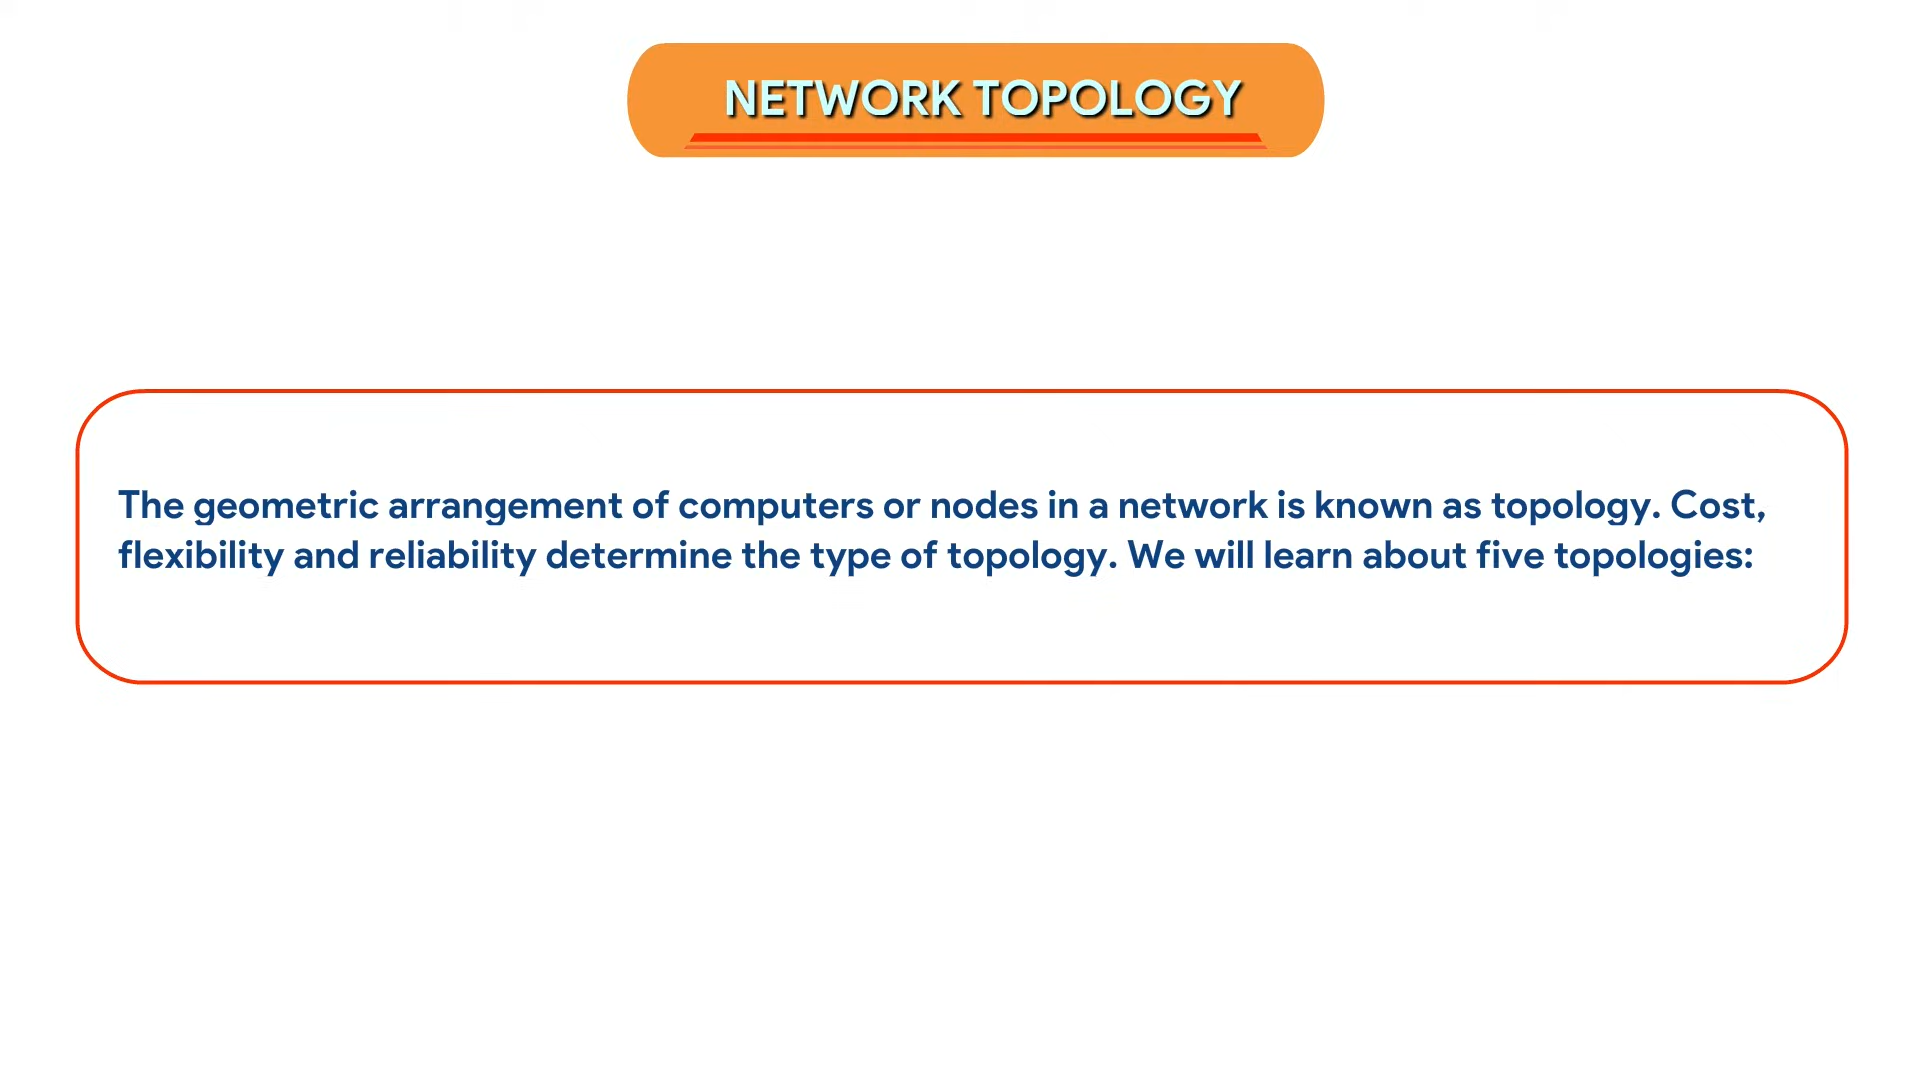 NETWORK TOPOLOGY
The geometric arrangement of computers or nodes in a network is known as topology. Cost,
flexibility and reliability determine the type of topology. We will learn about five topologies: